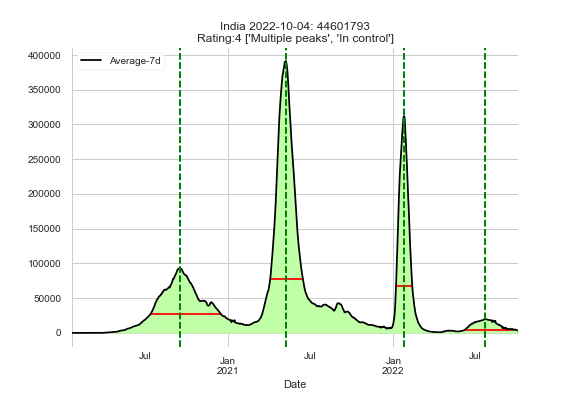 India 2022-10-04: 44601793
Rating:4 ['Multiple peaks', 'In control']
Average-7d
400000
350000
300000
250000
200000
150000
100000
50000
0
Jul
Jan
2021
Jul
Jan
2022
Jul
Date